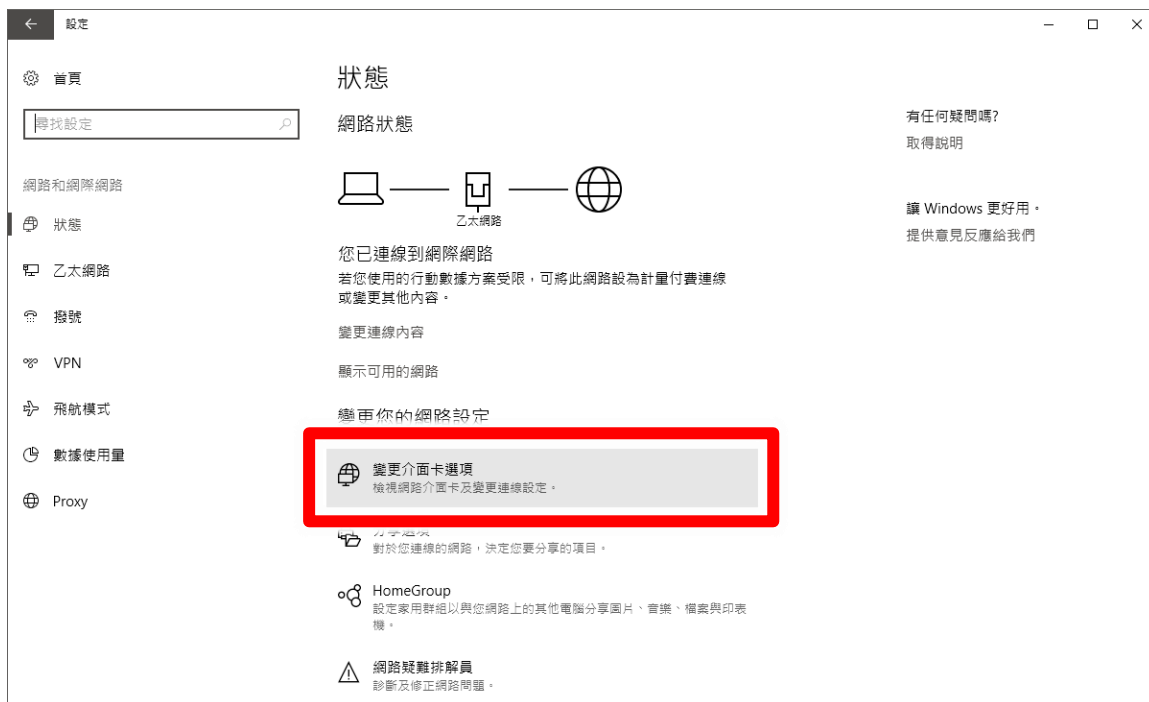 設定
首頁
尋找設定
網路和網際網路
狀態
乙太網路
撥號
VPN
飛航模式
數據使用量
Proxy
狀態
網路狀態
乙太網路
您已連線到網際網路
若您使用的行動數據方案受限，可將此網路設為計量付費連線
或變更其他內容。
變更連線內容
顯示可用的網路
變更您的網路設定
變更介面卡選項
檢視網路介面卡及變更連線設定。
分享選項
對於您連線的網路，決定您要分享的項目。
HomeGroup
設定家用群組以與您網路上的其他電腦分享圖片、音樂、檔案與印表
機。
網路疑難排解員
診斷及修正網路問題。
有任何疑問嗎?
取得說明
讓 Windows 更好用。
提供意見反應給我們